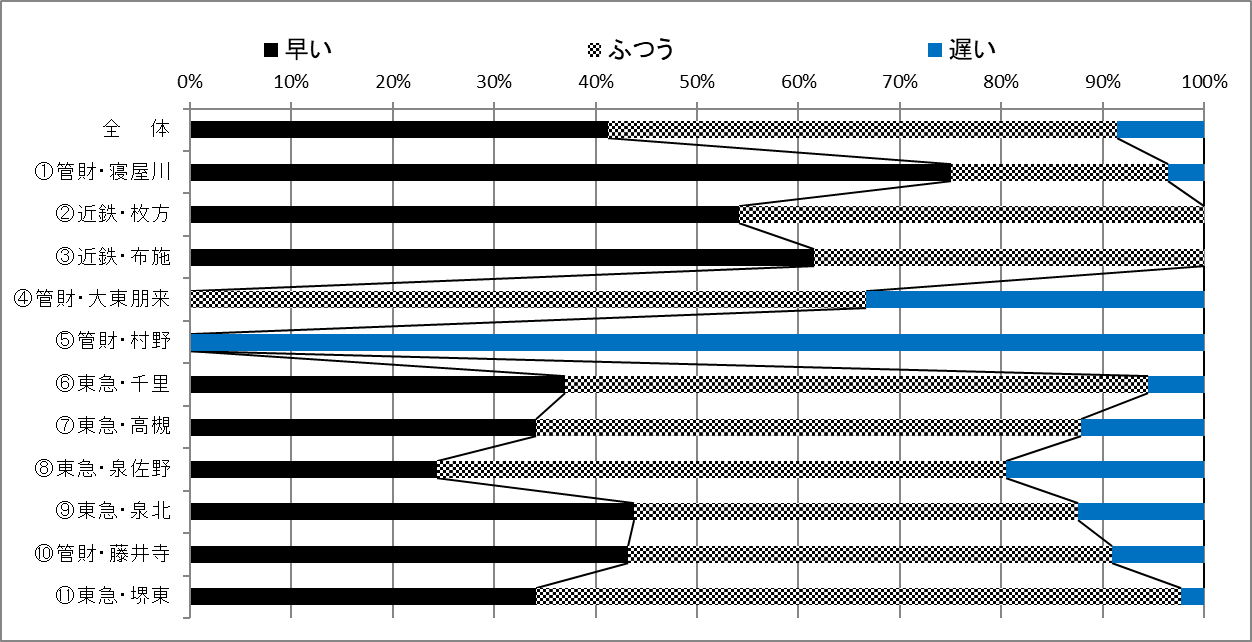 早い ふつう 遅い
0% 10% 20% 30% 40% 50% 60% 70% 80% 90% 100%
全 体
①管財・寝屋川
②近鉄・枚方
③近鉄・布施
④管財・大東朋来
⑤管財・村野
⑥東急・千里
⑦東急・高槻
⑧東急・泉佐野
⑨東急・泉北
⑩管財・藤井寺
⑪東急・堺東